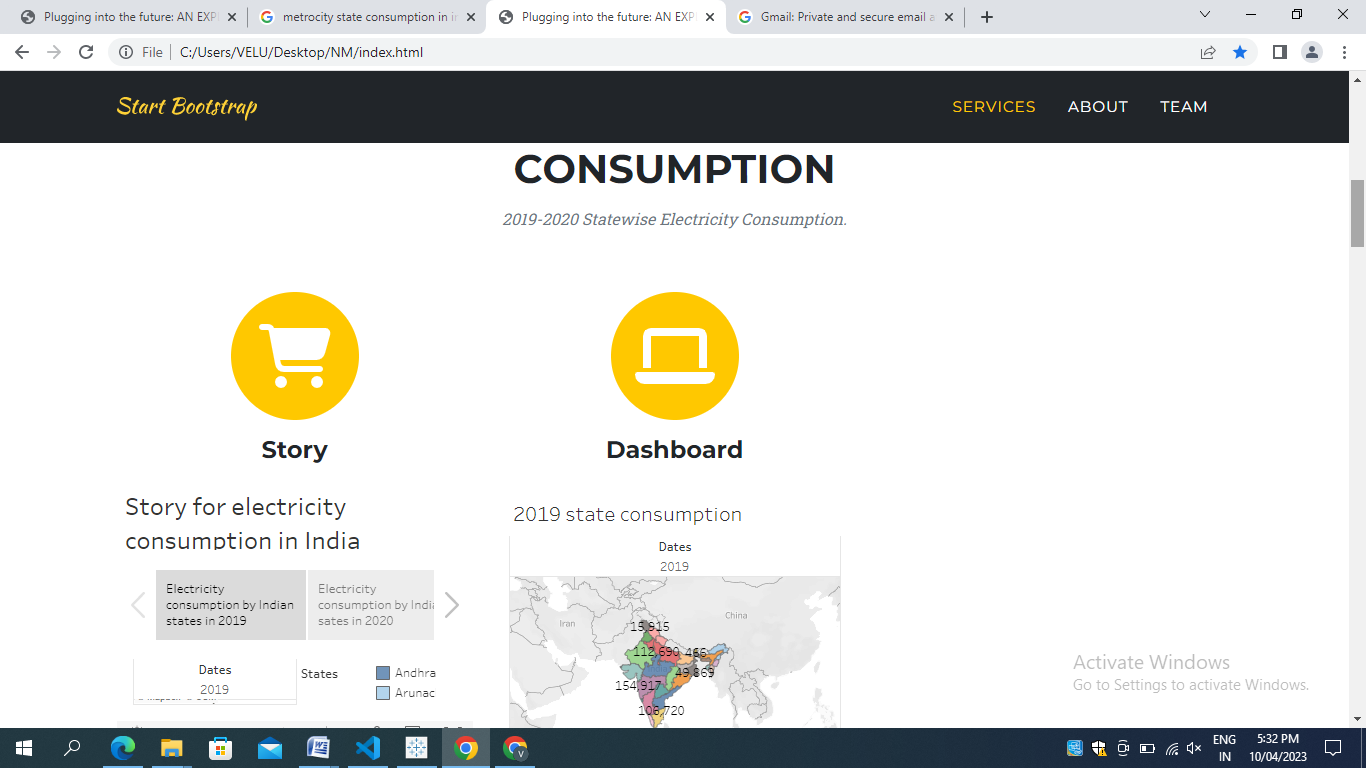 Plugging into the future: AN EXP
metrocity state consumption in i
Plugging into the future: AN EXP
Gmail: Private and secure email a
File
C:/Users/VELU/Desktop/NM/index.html
Start Bootstrap
SERVICES
ABOUT
TEAM
CONSUMPTION
2019-2020 Statewise Electricity Consumption.
Story
Dashboard
Story for electricity
consumption in India
Electricity
consumption by Indian
states in 2019
Electricity
consumption by Indi
sates in 2020
Dates
2019
States
Andhra
Arunac
2019 state consumption
Dates
2019
Iran
China
15,915
112,690
466
49,869
154,917
106,720
Activate Windows
Go to Settings to activate Windows.
ENG
IN
5:32 PM
10/04/2023